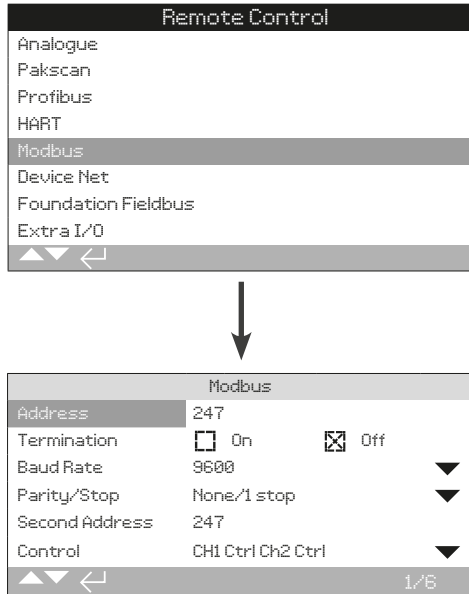 Remote Control
Analogue
Pakscan
Profibus
HART
Modbus
Device Net
Foundation Fieldbus
Extra I/O
Modbus
Address 247
Termination On Off
Baud Rate 9600
Parity/Stop None/1 stop
Second Address 247
Control CH1 Ctrl Ch2 Ctrl
1/6